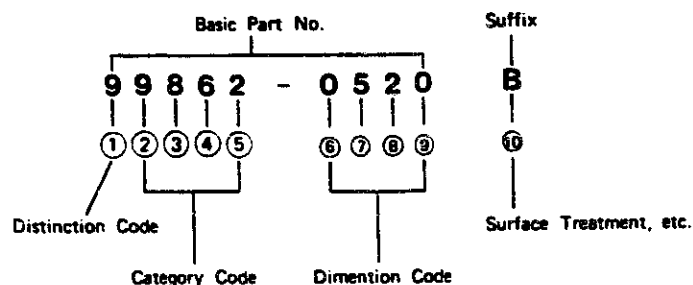 Basic Part No. Suffix
9 9 8 6 2 - 0 5 2 0 B
① ② ③ ④ ⑤ ⑥ ⑦ ⑧ ⑨ ⑩
Distinction Code Surface Treatment, etc.
Category Code Dimention Code